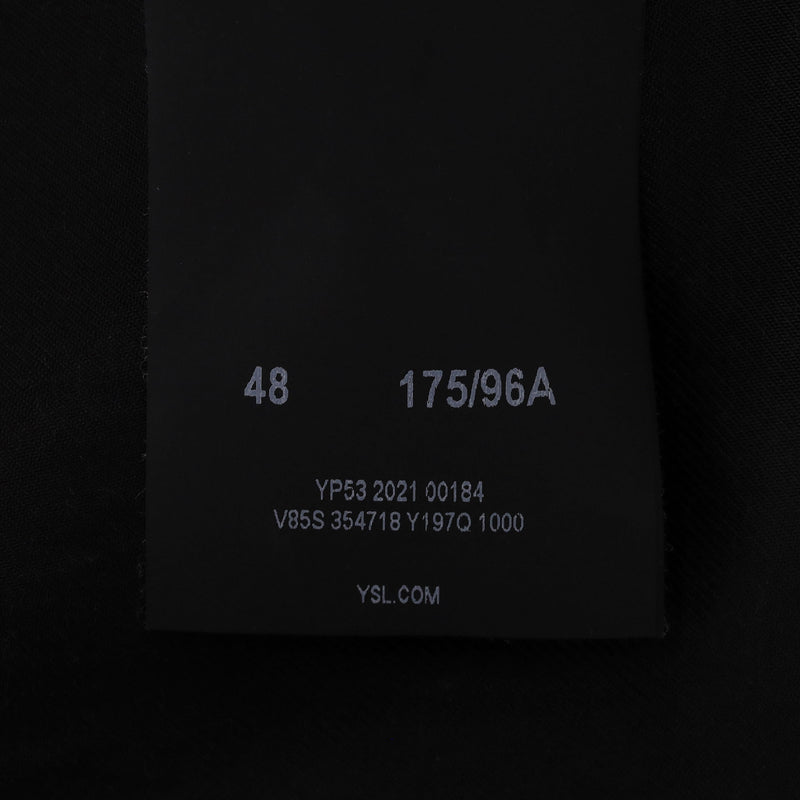 48 175/96A
YP53 2021 00184
V85S 354718 Y197Q 1000
YSL.COM